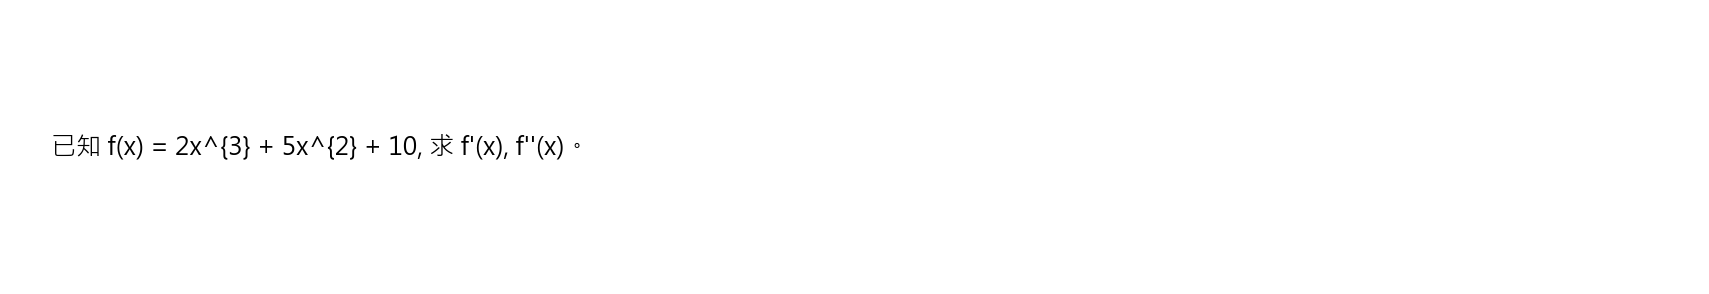 已知 f(x) = 2x^{3} + 5x^{2} + 10, 求 f'(x), f''(x)。